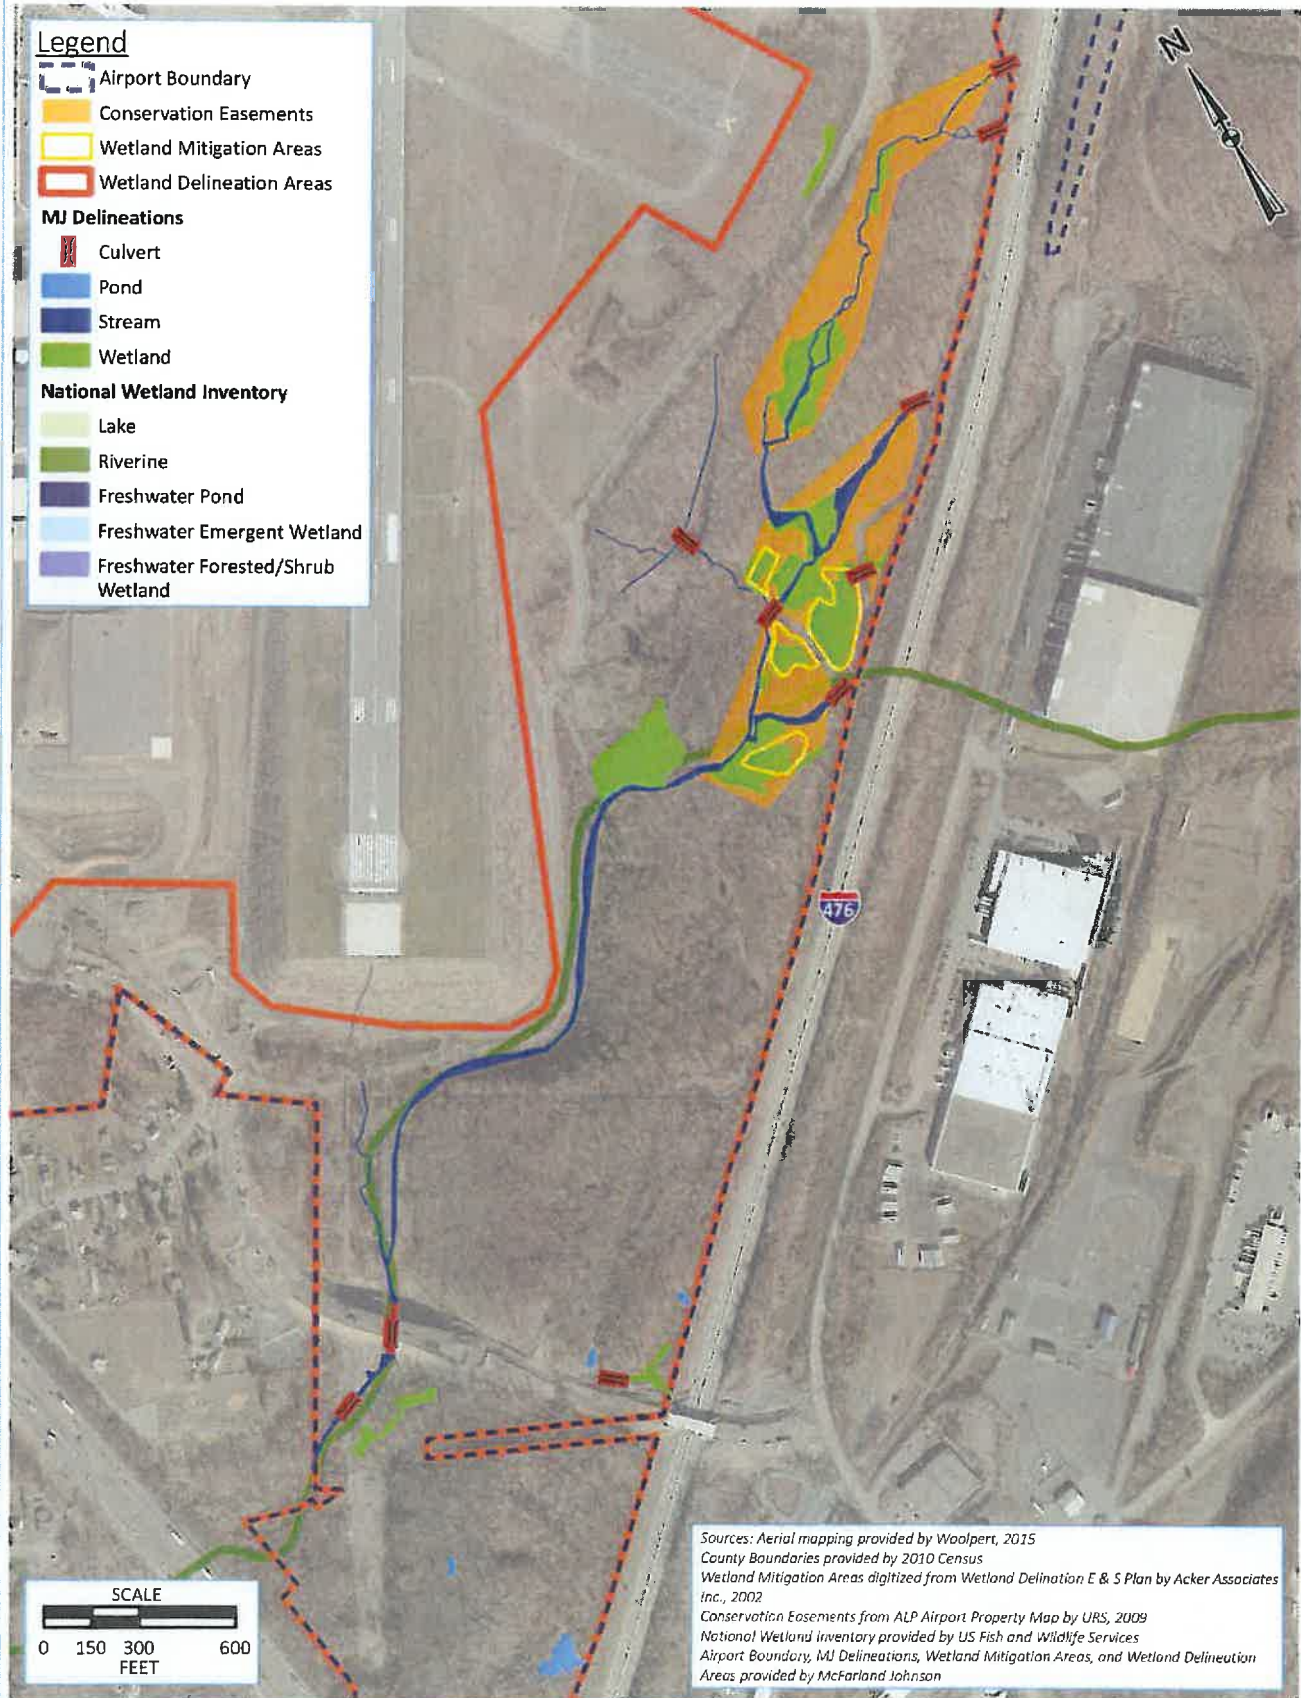 Legend
Airport Boundary
Conservation Easements
Wetland Mitigation Areas
Wetland Delineation Areas
MJ Delineations
Culvert
Pond
Stream
Wetland
National Wetland Inventory
Lake
Riverine
Freshwater Pond
Freshwater Emergent Wetland
Freshwater Forested/Shrub
Wetland
N
476
SCALE
0 150 300 600
FEET
Sources: Aerial mapping provided by Woolpert, 2015
County Boundaries provided by 2010 Census
Wetland Mitigation Areas digitized from Wetland Delination E & S Plan by Acker Associates
Inc., 2002
Conservation Easements from ALP Airport Property Map by URS, 2009
National Wetland Inventory provided by US Fish and Wildlife Services
Airport Boundary, MJ Delineations, Wetland Mitigation Areas, and Wetland Delineation
Areas provided by McFarland Johnson